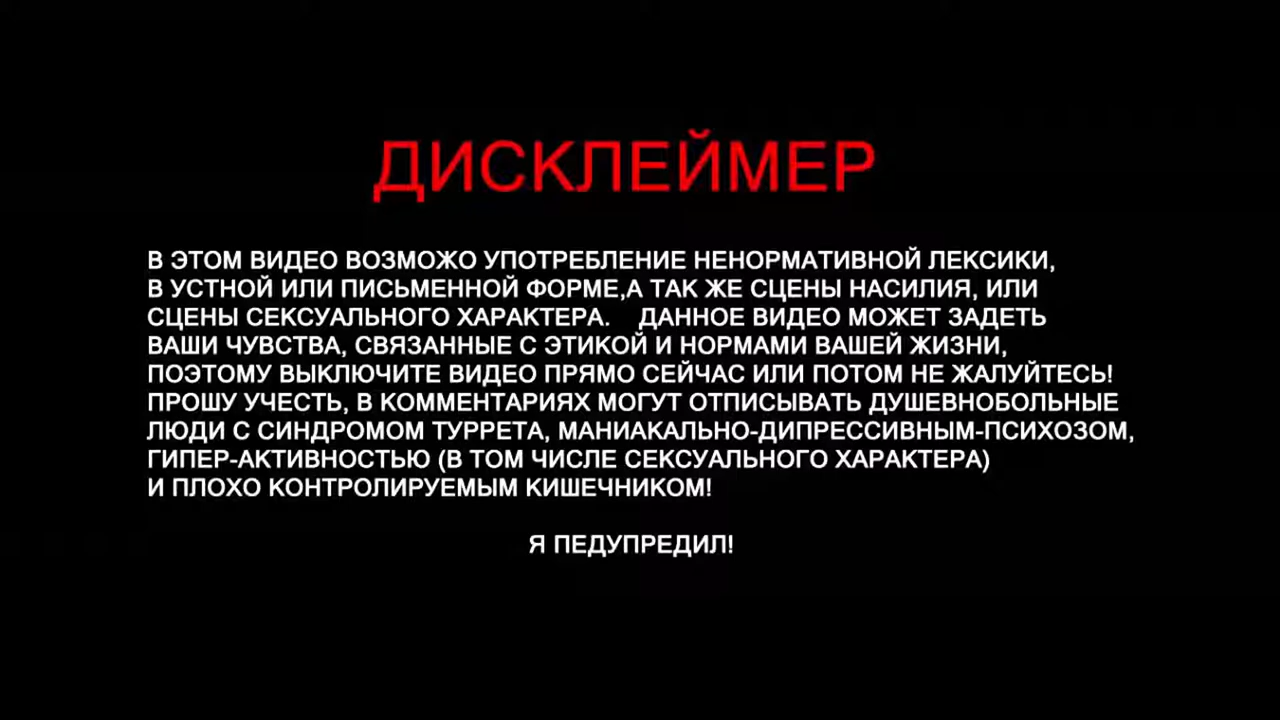 ДИСКЛЕЙМЕР
В ЭТОМ ВИДЕО ВОЗМОЖО УПОТРЕБЛЕНИЕ НЕНОРМАТИВНОЙ ЛЕКСИКИ,
В УСТНОЙ ИЛИ ПИСЬМЕННОЙ ФОРМЕ,А ТАК ЖЕ СЦЕНЫ НАСИЛИЯ, ИЛИ
СЦЕНЫ СЕКСУАЛЬНОГО ХАРАКТЕРА. ДАННОЕ ВИДЕО МОЖЕТ ЗАДЕТЬ
ВАШИ ЧУВСТВА, СВЯЗАННЫЕ С ЭТИКОЙ И НОРМАМИ ВАШЕЙ ЖИЗНИ,
ПОЭТОМУ ВЫКЛЮЧИТЕ ВИДЕО ПРЯМО СЕЙЧАС ИЛИ ПОТОМ НЕ ЖАЛУЙТЕСЬ!
ПРОШУ УЧЕСТЬ, В КОММЕНТАРИЯХ МОГУТ ОТПИСЫВАТЬ ДУШЕВНОБОЛЬНЫЕ
ЛЮДИ С СИНДРОМОМ ТУРРЕТА, МАНИАКАЛЬНО-ДИПРЕССИВНЫМ-ПСИХОЗОМ,
ГИПЕР-АКТИВНОСТЬЮ (В ТОМ ЧИСЛЕ СЕКСУАЛЬНОГО ХАРАКТЕРА)
И ПЛОХО КОНТРОЛИРУЕМЫМ КИШЕЧНИКОМ!
Я ПЕДУПРЕДИЛ!